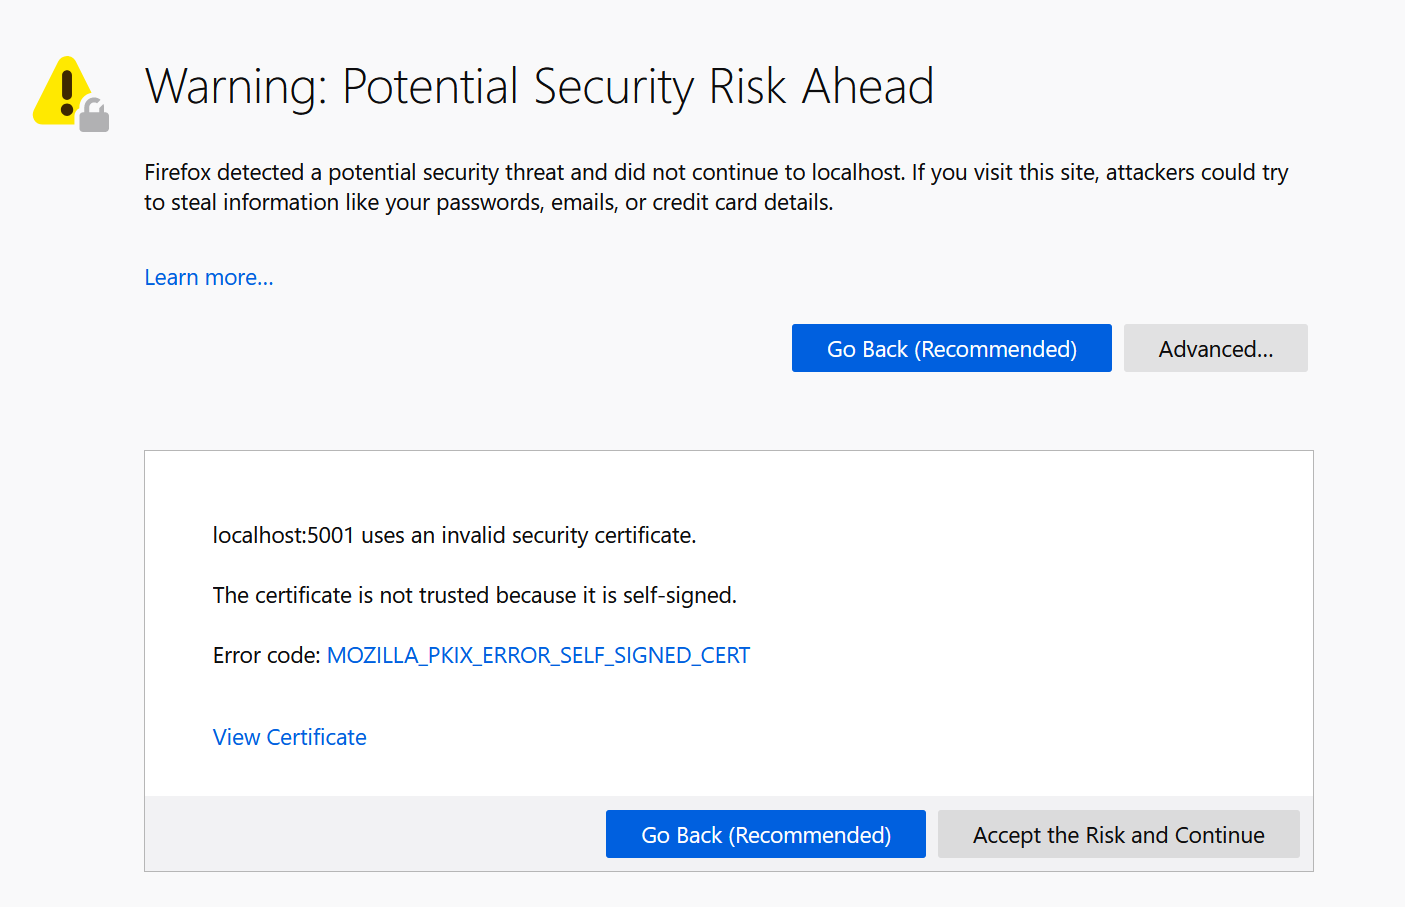 Warning: Potential Security Risk Ahead
Firefox detected a potential security threat and did not continue to localhost. If you visit this site, attackers could try
to steal information like your passwords, emails, or credit card details.
Learn more...
Go Back (Recommended)
Advanced...
localhost:5001 uses an invalid security certificate.
The certificate is not trusted because it is self-signed.
Error code: MOZILLA_PKIX_ERROR_SELF_SIGNED_CERT
View Certificate
Go Back (Recommended)
Accept the Risk and Continue